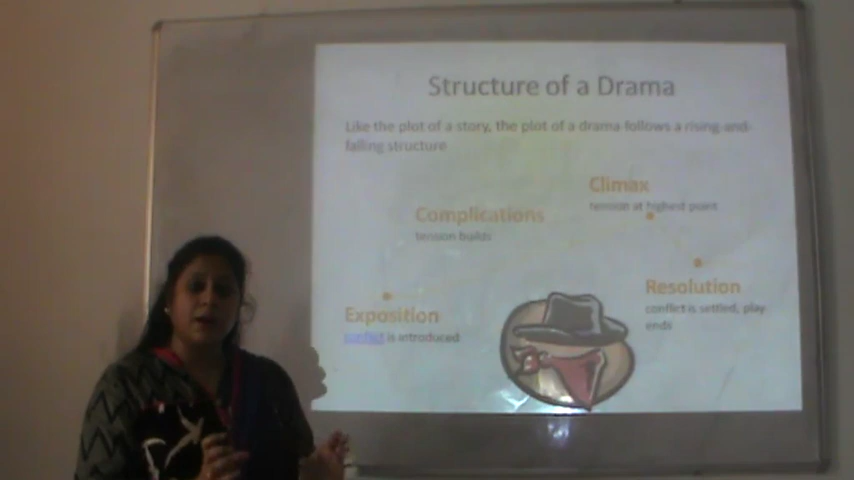 Structure of a Drama
Like the plot of a story, the plot of a drama follows a rising-and-
falling structure
Climax
tension at highest point
Complications
tension builds
Resolution
conflict is settled, play
ends
Exposition
conflict is introduced